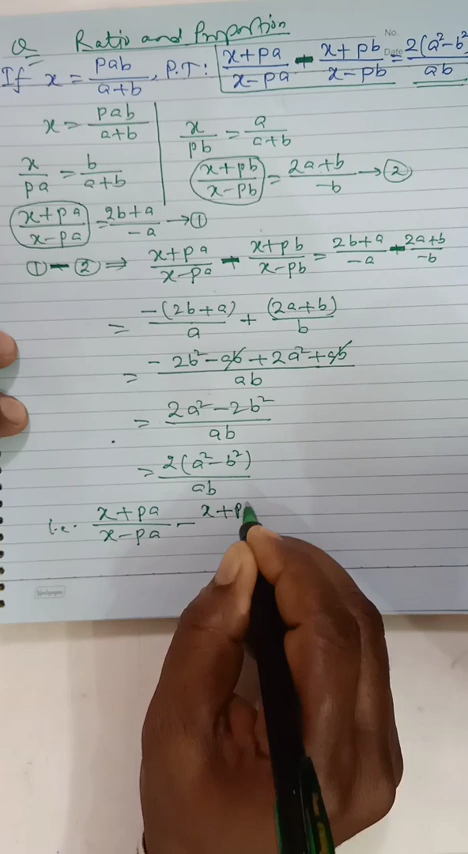 Q Ratio and Proportion
No.
Date
If x = pab/a+b, P.T: x+pa/x-pa - x+pb/x-pb = 2(a²-b²)/ab
x = pab/a+b
x/pa = b/a+b
x+pa/x-pa = 2b+a/-a → ①
x/pb = a/a+b
x+pb/x-pb = 2a+b/-b → ②
① - ② ⇒ x+pa/x-pa - x+pb/x-pb = 2b+a/-a - 2a+b/-b
= -(2b+a)/a + (2a+b)/b
= -2b²-ab+2a²+ab/ab
= 2a²-2b²/ab
= 2(a²-b²)/ab
i.e. x+pa/x-pa - x+p